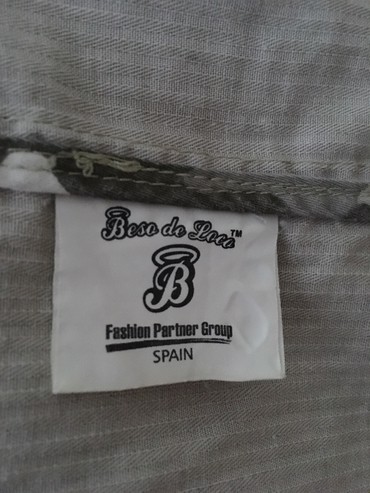 Beso de Loco™
B
Fashion Partner Group
SPAIN